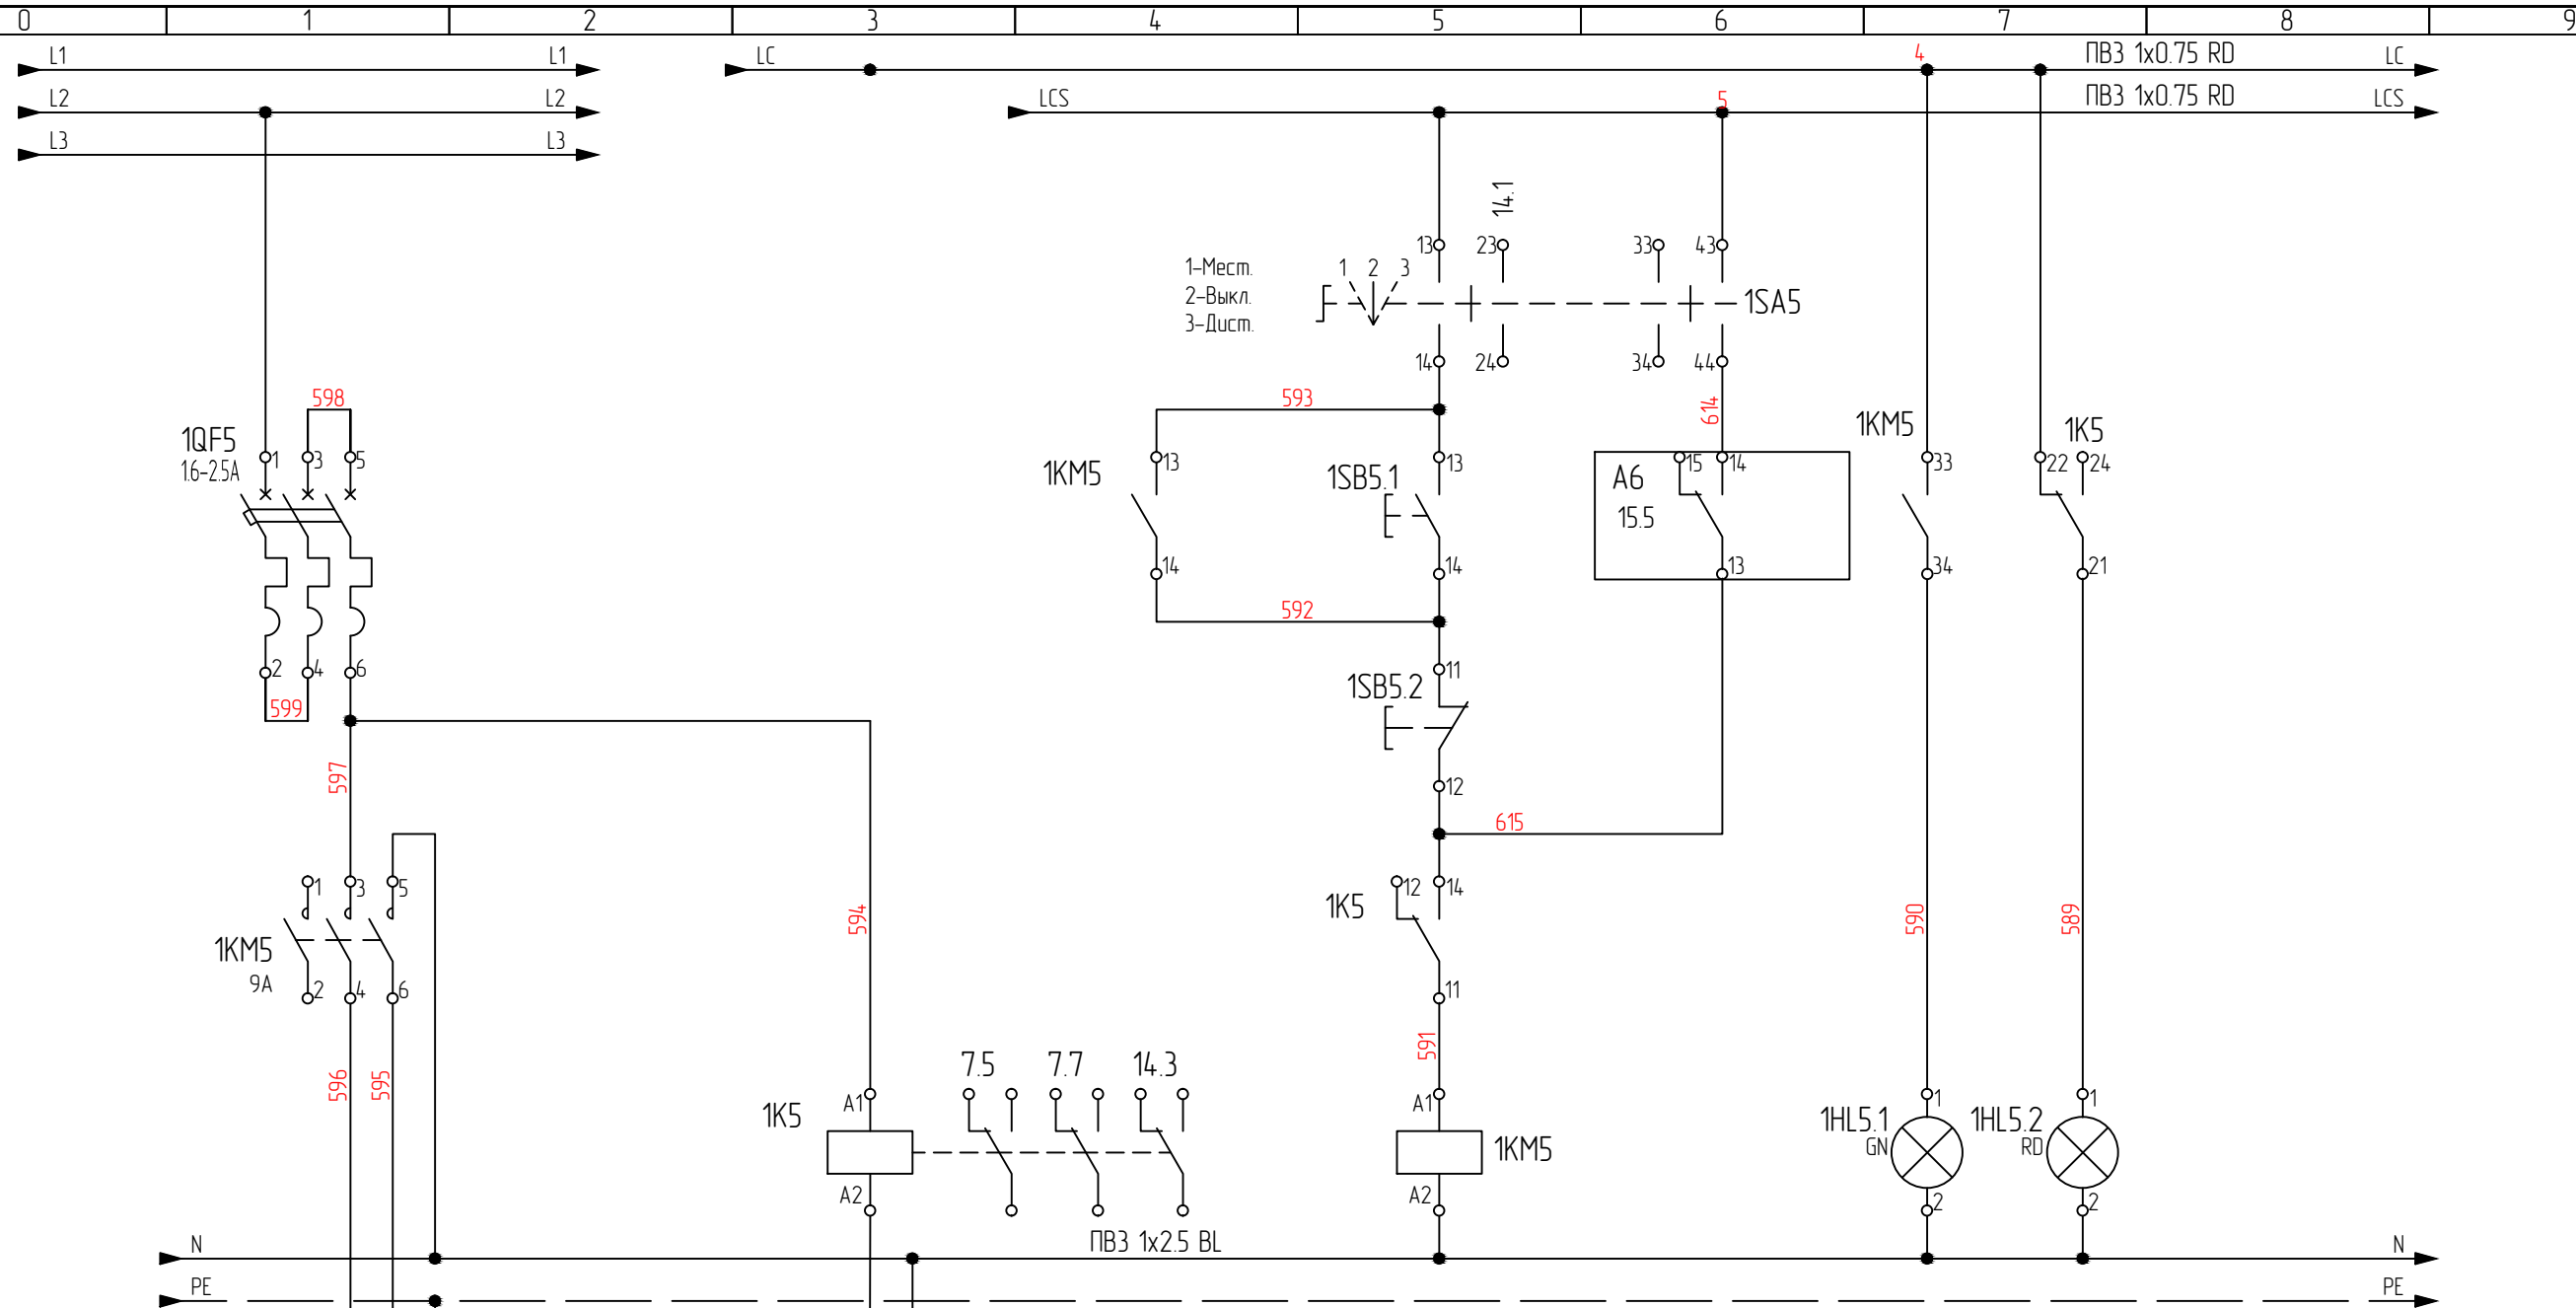 0 1 2 3 4 5 6 7 8 9
L1 L1 LC 4 ПВ3 1x0.75 RD LC
L2 L2 LCS 5 ПВ3 1x0.75 RD LCS
L3 L3
14.1
13 23 33 43
1-Мест. 1 2 3
2-Выкл. 1SA5
3-Дист.
14 24 34 44
598 593 614
1QF5 1KM5 1K5
1.6-2.5A
1 3 5 13 13 15 14 33 22 24
1KM5 1SB5.1 A6
15.5
14 14 13 34 21
592
2 4 6 11
599 1SB5.2
597 12
615
1 3 5 12 14
1K5
594 590 589
1KM5
9A 2 4 6 11
591
596 595 7.5 7.7 14.3
A1 A1 1 1
1K5 1HL5.1 1HL5.2
GN RD
1KM5
A2 A2 2 2
N ПВ3 1x2.5 BL N
PE PE